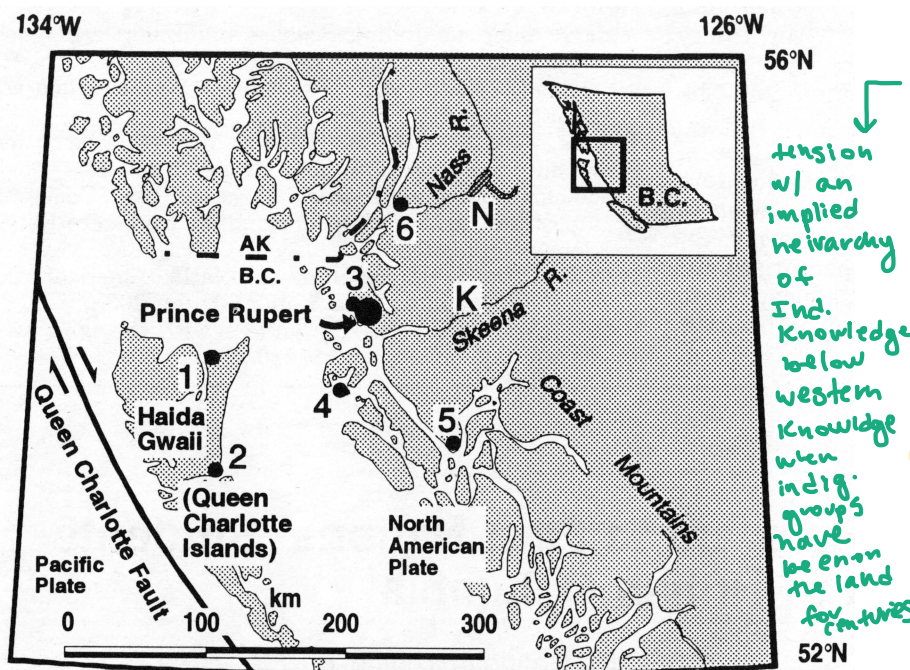 134°W
126°W
56°N
AK
B.C.
Nass
R.
6
N
B.C.
3
Prince Rupert
K
Skeena
R.
1
Haida
Gwaii
2
(Queen
Charlotte
Islands)
4
5
Coast
Mountains
Queen Charlotte Fault
Pacific
Plate
North
American
Plate
km
0 100 200 300
52°N
tension
w/ an
implied
heirarchy
of
Ind.
Knowledge
below
western
Knowledge
when
indig.
groups
have
been on
the land
for centuries